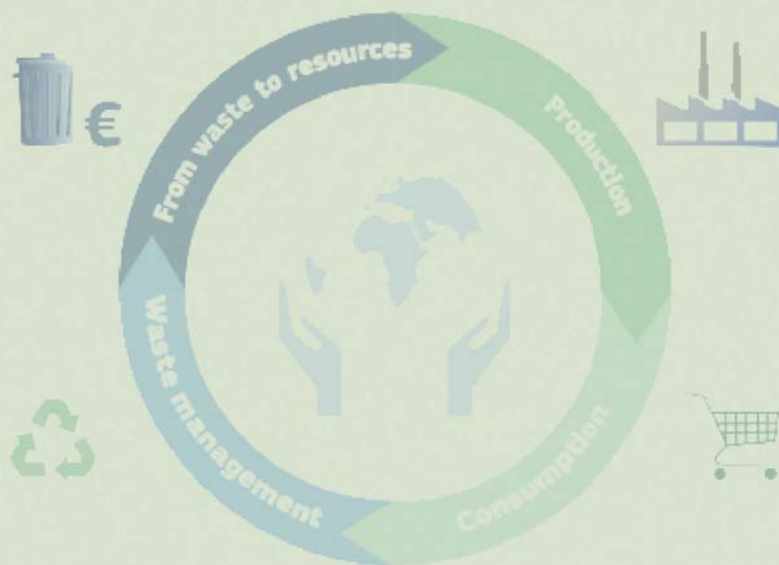 From waste to resources
Production
Consumption
Waste management
€